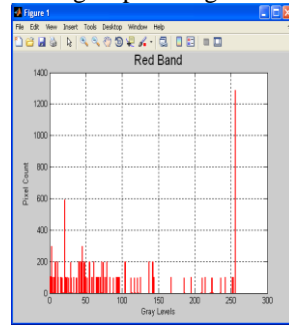 Figure 1
File Edit View Insert Tools Desktop Window Help
Red Band
1400
1200
1000
800
600
400
200
0
Pixel Count
0 50 100 150 200 250 300
Gray Levels